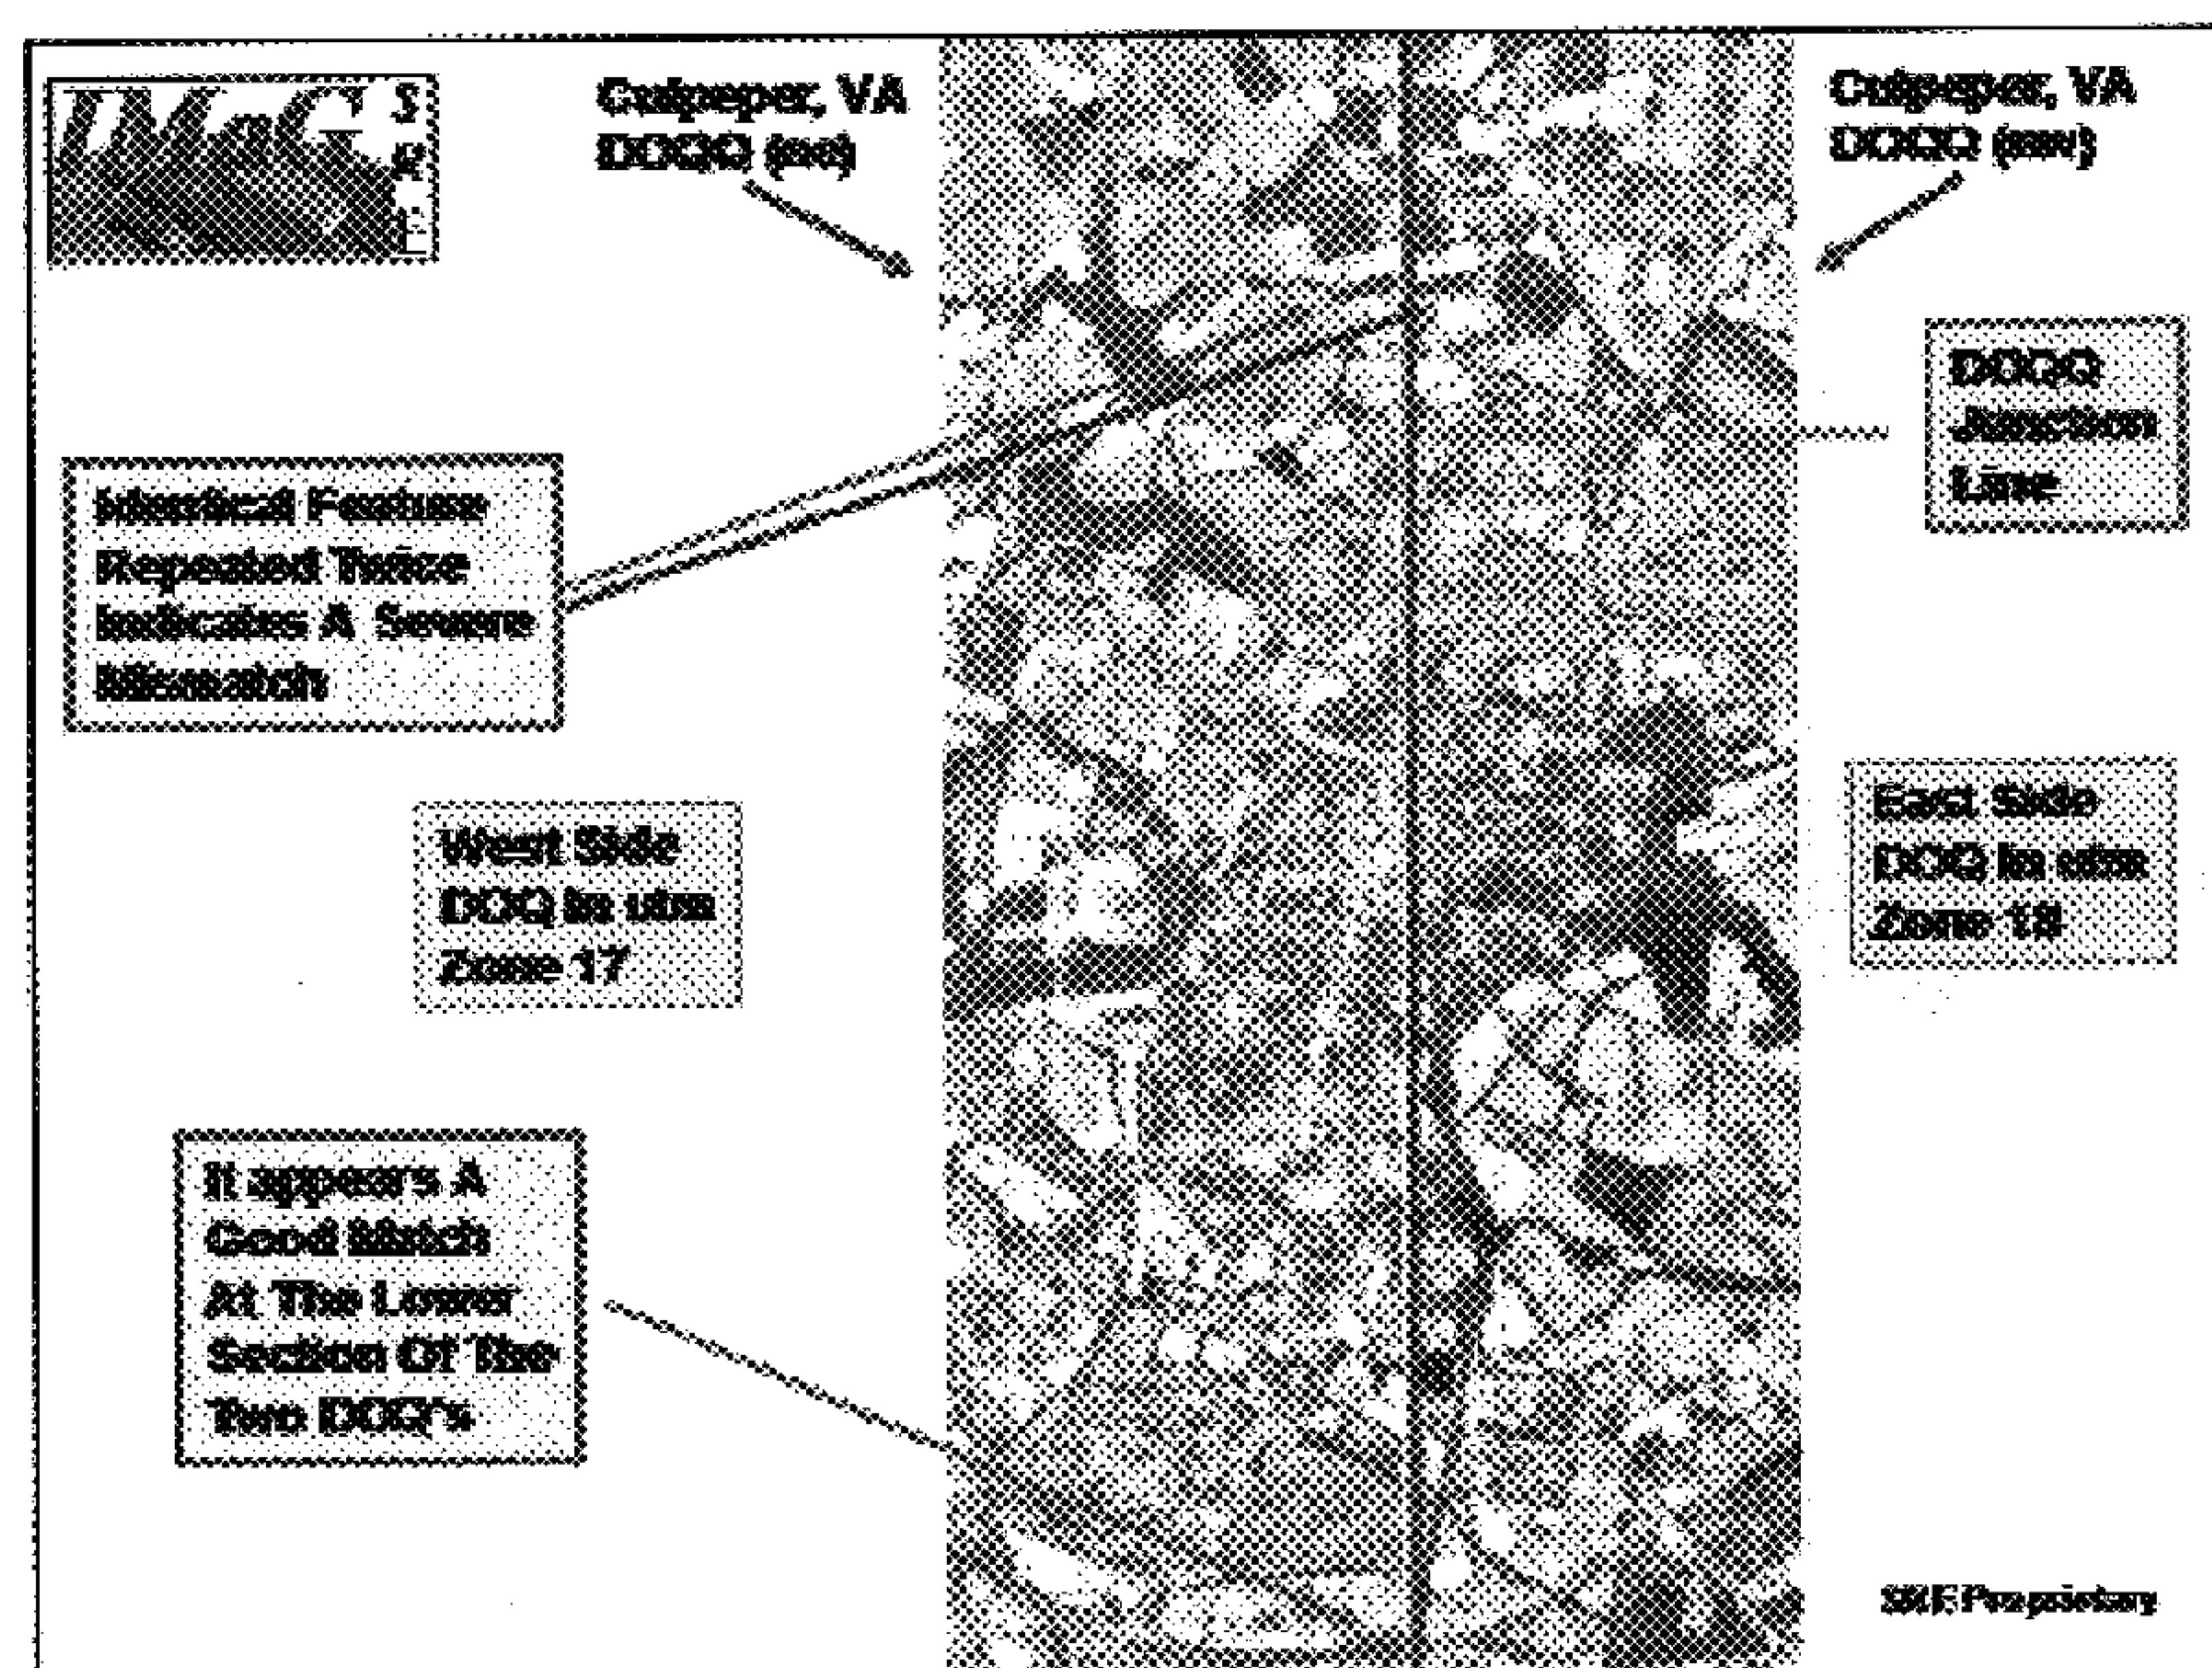 Culpeper, VA
DOQQ
Culpeper, VA
DOQQ
DOQQ
Junction
Line
Identical Feature
Repeated Twice
Indicates A Severe
Mismatch
West Side
DOQ in utm
Zone 17
East Side
DOQ in utm
Zone 18
It appears A
Good Match
At The Lower
Section Of The
Two DOQ's
Proprietary